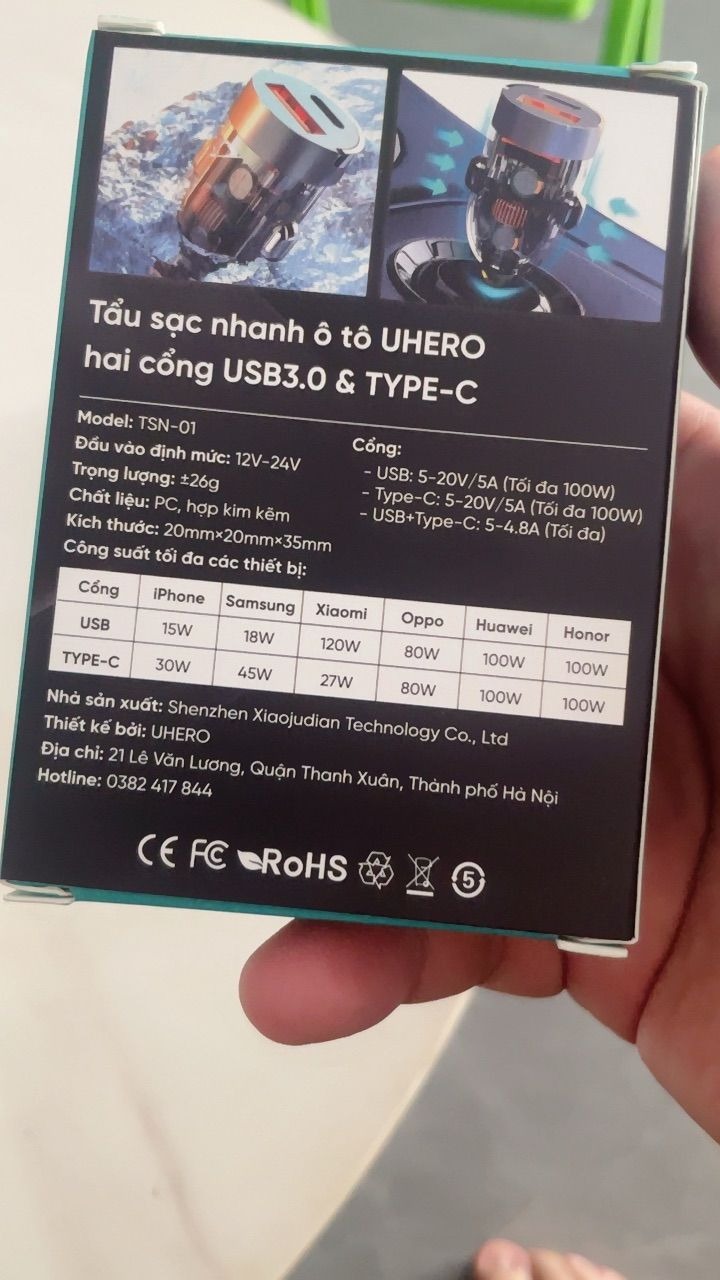 Tẩu sạc nhanh ô tô UHERO
hai cổng USB3.0 & TYPE-C
Model: TSN-01
Đầu vào định mức: 12V-24V
Trọng lượng: ±26g
Chất liệu: PC, hợp kim kẽm
Kích thước: 20mm×20mm×35mm
Cổng:
- USB: 5-20V/5A (Tối đa 100W)
- Type-C: 5-20V/5A (Tối đa 100W)
- USB+Type-C: 5-4.8A (Tối đa)
Công suất tối đa các thiết bị:
Cổng iPhone Samsung Xiaomi Oppo Huawei Honor
USB 15W 18W 120W 80W 100W 100W
TYPE-C 30W 45W 27W 80W 100W 100W
Nhà sản xuất: Shenzhen Xiaojudian Technology Co., Ltd
Thiết kế bởi: UHERO
Địa chỉ: 21 Lê Văn Lương, Quận Thanh Xuân, Thành phố Hà Nội
Hotline: 0382 417 844
CE FC RoHS 5